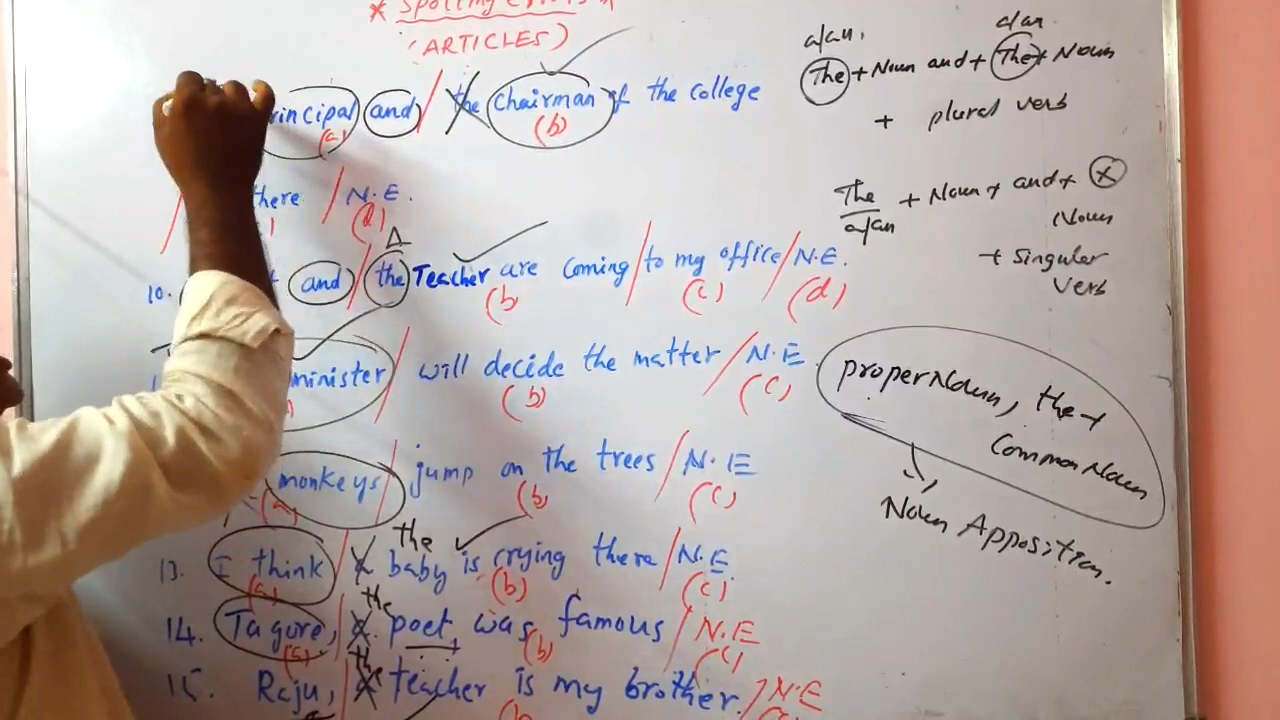 * Spotting errors
(ARTICLES)
principal and / the Chairman of the college
(a) (b)
there / N.E.
(d)
10. and / the Teacher are coming / to my office / N.E.
(b) (c) (d)
minister / will decide the matter / N.E.
(b) (c)
monkeys / jump on the trees / N.E
(a) (b) (c)
the
13. I think / X baby is crying there / N.E
(a) (b) (c)
the
14. Tagore, / a poet, was famous / N.E
(a) (b) (c)
the
15. Raju, / a teacher is my brother. / N.E
a/an, a/an
The + Noun and + The + Noun
+ plural verb
The + Noun + and + X
a/an Noun
+ singular
verb
proper Noun, the +
Common Noun
Noun Apposition.